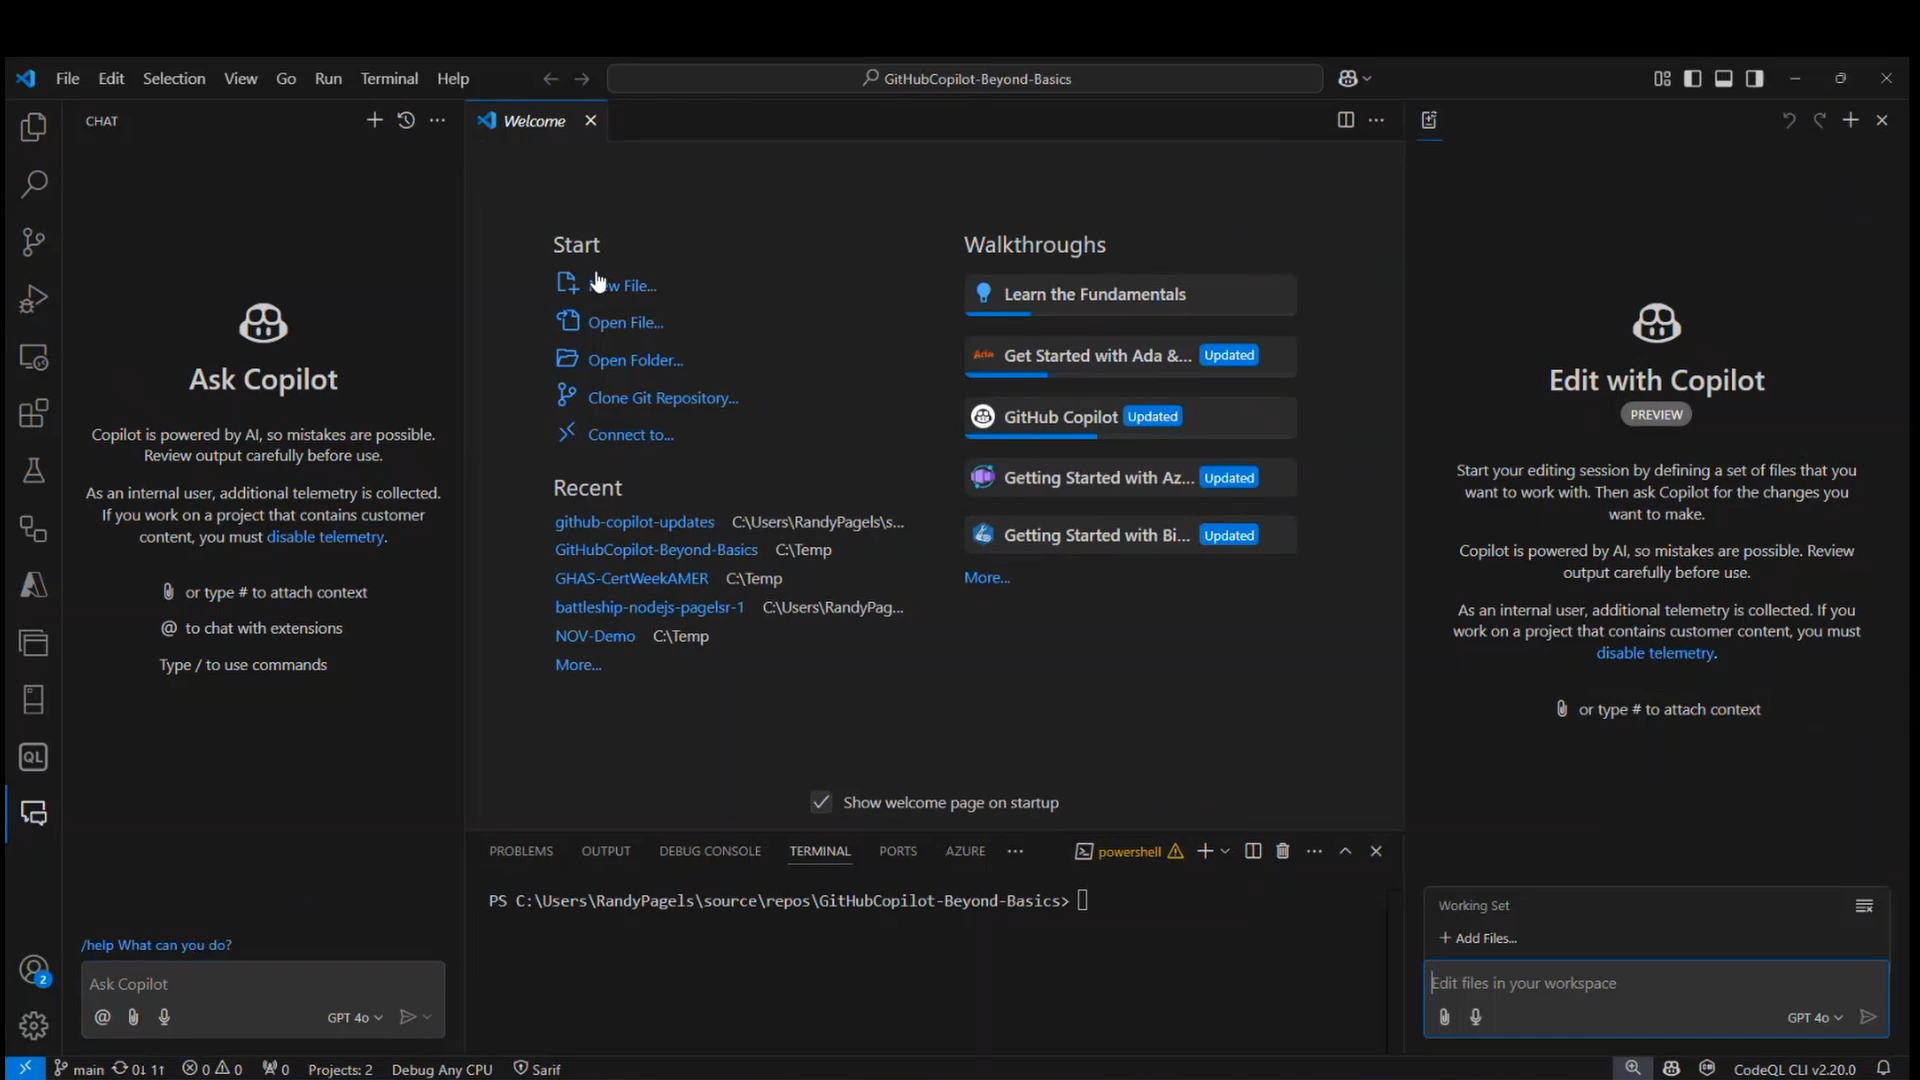 File Edit Selection View Go Run Terminal Help
GitHubCopilot-Beyond-Basics
CHAT
Ask Copilot
Copilot is powered by AI, so mistakes are possible.
Review output carefully before use.
As an internal user, additional telemetry is collected.
If you work on a project that contains customer
content, you must disable telemetry.
or type # to attach context
@ to chat with extensions
Type / to use commands
/help What can you do?
Ask Copilot
@
GPT 4o
Welcome
Start
File...
Open File...
Open Folder...
Clone Git Repository...
Connect to...
Recent
github-copilot-updates C:\Users\RandyPagels\s...
GitHubCopilot-Beyond-Basics C:\Temp
GHAS-CertWeekAMER C:\Temp
battleship-nodejs-pagelsr-1 C:\Users\RandyPag...
NOV-Demo C:\Temp
More...
Walkthroughs
Learn the Fundamentals
Ada Get Started with Ada &... Updated
GitHub Copilot Updated
Getting Started with Az... Updated
Getting Started with Bi... Updated
More...
Show welcome page on startup
PROBLEMS OUTPUT DEBUG CONSOLE TERMINAL PORTS AZURE ... powershell
PS C:\Users\RandyPagels\source\repos\GitHubCopilot-Beyond-Basics>
Edit with Copilot
PREVIEW
Start your editing session by defining a set of files that you
want to work with. Then ask Copilot for the changes you
want to make.
Copilot is powered by AI, so mistakes are possible. Review
output carefully before use.
As an internal user, additional telemetry is collected. If you
work on a project that contains customer content, you must
disable telemetry.
or type # to attach context
Working Set
+ Add Files...
Edit files in your workspace
GPT 4o
QL
2
main 0↓ 1↑ 0 0 0 Projects: 2 Debug Any CPU Sarif CodeQL CLI v2.20.0